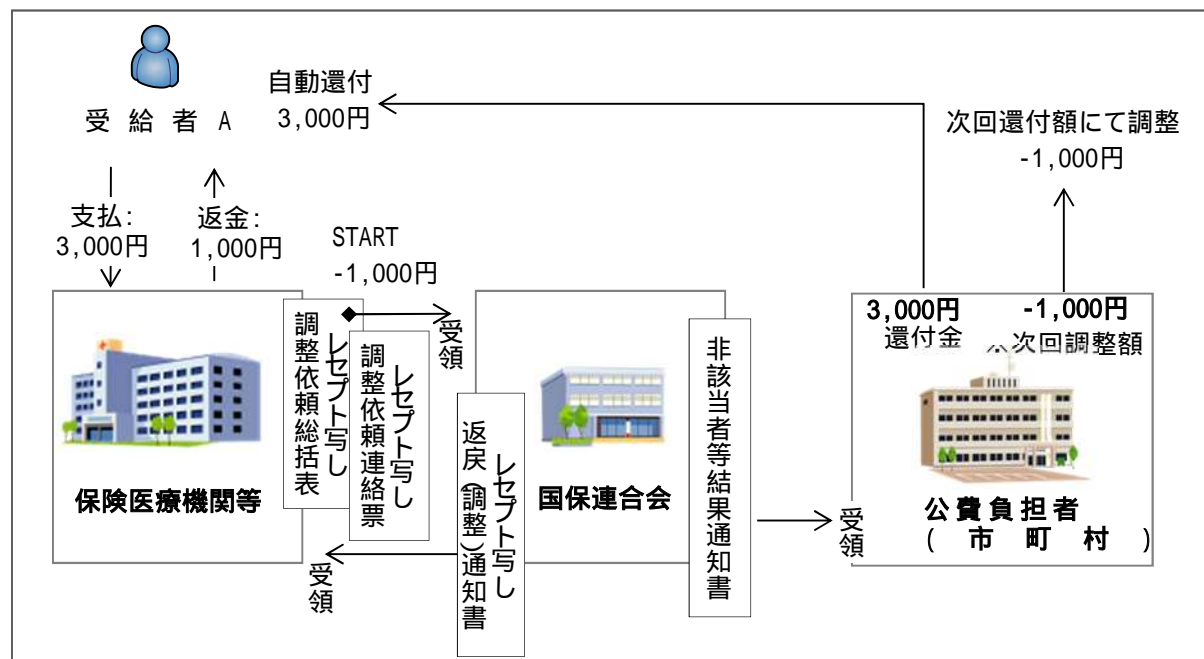 受給者A
自動還付
3,000円
次回還付額にて調整
-1,000円
支払:
3,000円
返金:
1,000円
START
-1,000円
受領
調整依頼総括表
レセプト写し
調整依頼連絡票
レセプト写し
保険医療機関等
受領
返戻(調整)通知書
レセプト写し
国保連合会
非該当者等結果通知書
受領
3,000円
還付金
-1,000円
次回調整額
公費負担者
(市町村)